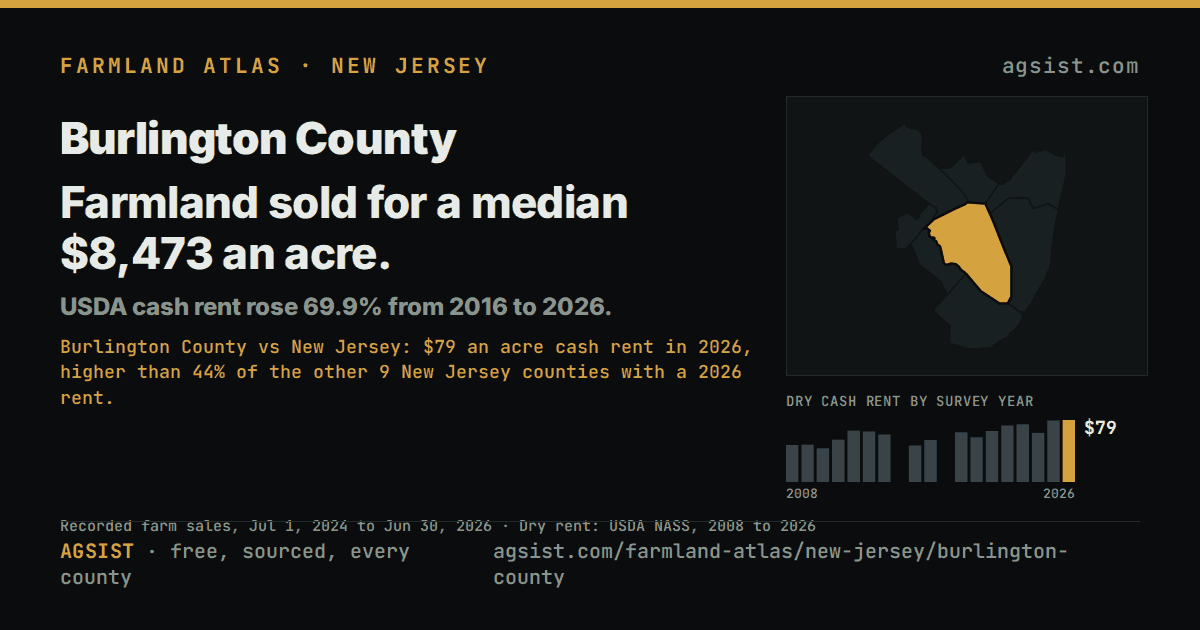 FARMLAND ATLAS · NEW JERSEY
agsist.com
Burlington County
Farmland sold for a median
$8,473 an acre.
USDA cash rent rose 69.9% from 2016 to 2026.
Burlington County vs New Jersey: $79 an acre cash rent in 2026,
higher than 44% of the other 9 New Jersey counties with a 2026
rent.
DRY CASH RENT BY SURVEY YEAR
$79
2008 2026
Recorded farm sales, Jul 1, 2024 to Jun 30, 2026 · Dry rent: USDA NASS, 2008 to 2026
AGSIST · free, sourced, every
county
agsist.com/farmland-atlas/new-jersey/burlington-
county